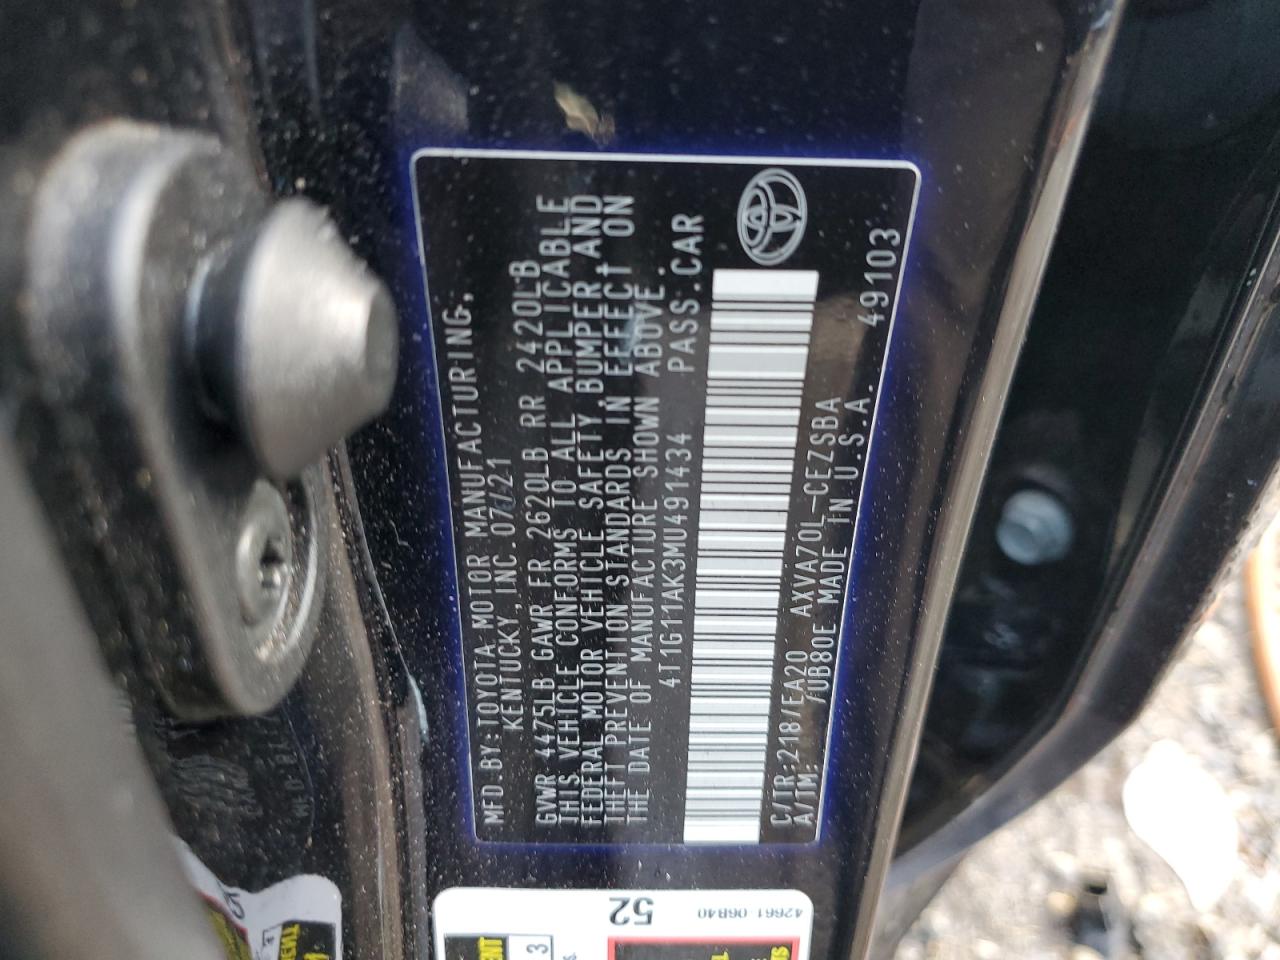 MFD.BY:TOYOTA MOTOR MANUFACTURING,
KENTUCKY,INC. 07/21
GVWR 4475LB GAWR FR 2620LB RR 2420LB
THIS VEHICLE CONFORMS TO ALL APPLICABLE
FEDERAL MOTOR VEHICLE SAFETY,BUMPER,AND
THEFT PREVENTION STANDARDS IN EFFECT ON
THE DATE OF MANUFACTURE SHOWN ABOVE.
4T1G11AK3MU491434 PASS.CAR
C/TR:218/EA20 AXVA70L-CEZSBA
A/TM: /UB80E MADE IN U.S.A. 49103
52
42661-06B40
3